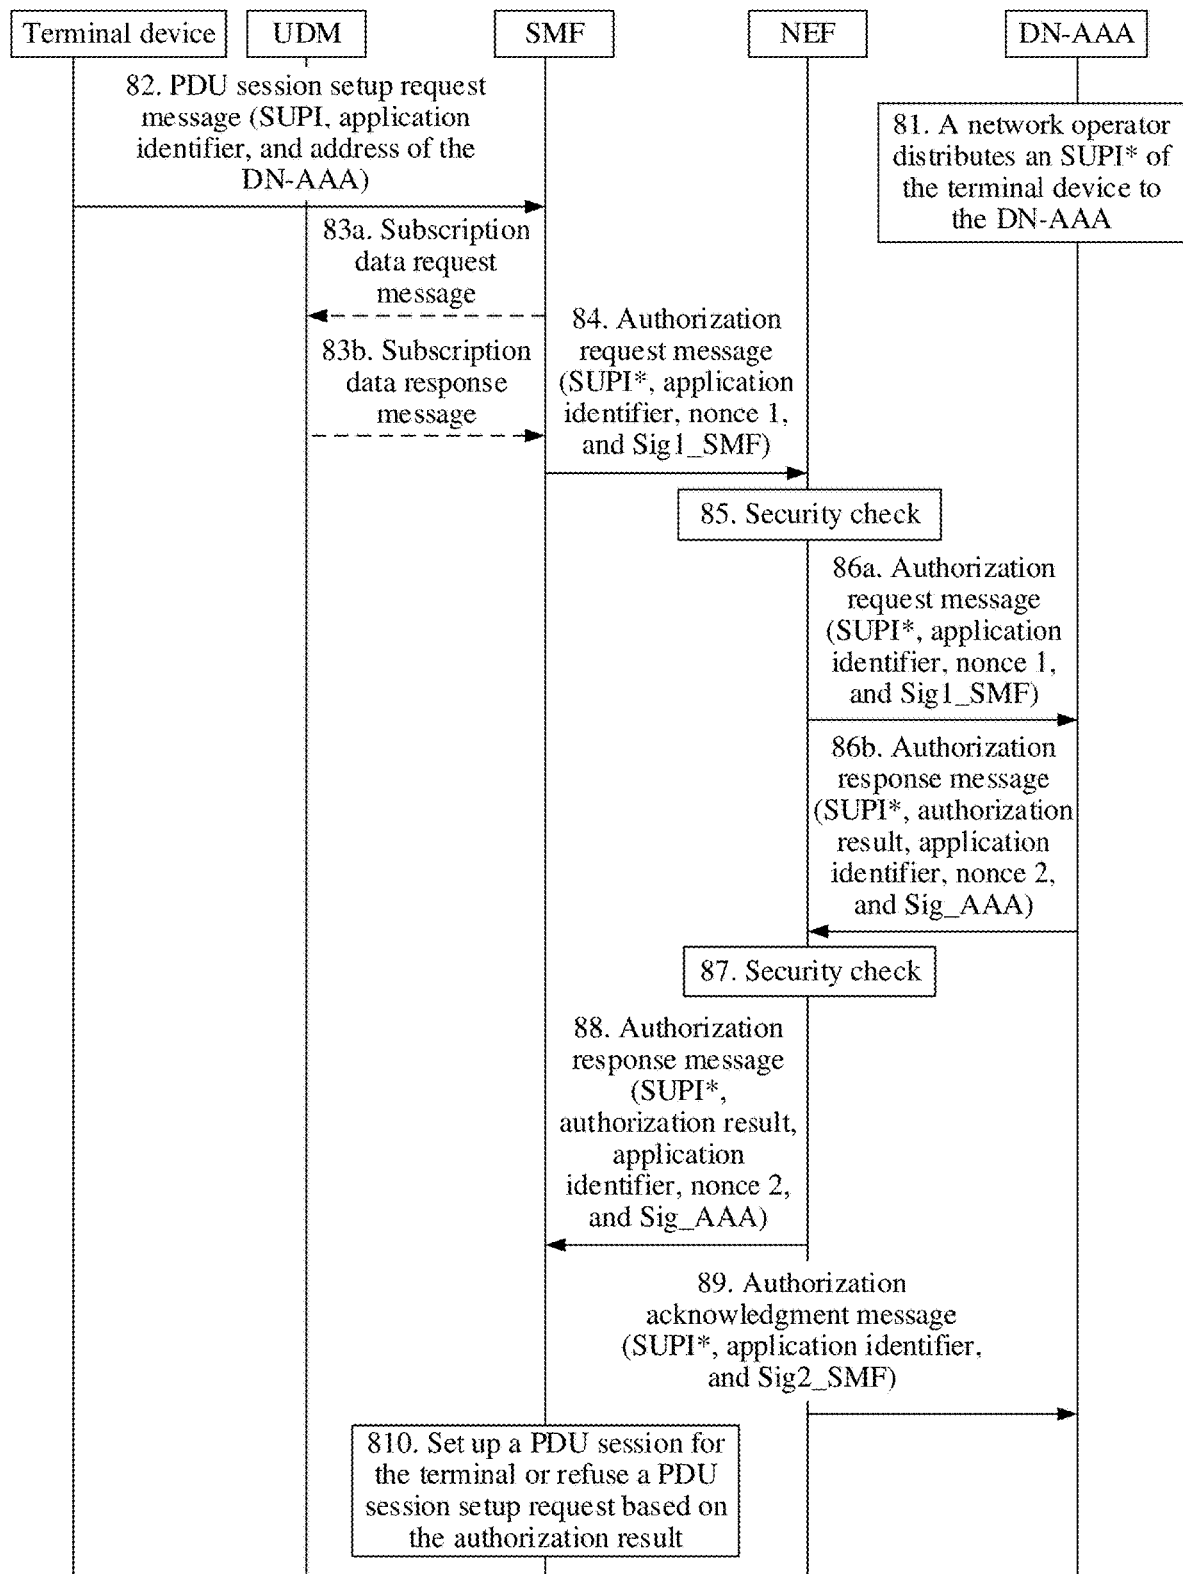 Terminal device
UDM
SMF
NEF
DN-AAA
82. PDU session setup request
message (SUPI, application
identifier, and address of the
DN-AAA)
81. A network operator
distributes an SUPI* of
the terminal device to
the DN-AAA
83a. Subscription
data request
message
83b. Subscription
data response
message
84. Authorization
request message
(SUPI*, application
identifier, nonce 1,
and Sig1_SMF)
85. Security check
86a. Authorization
request message
(SUPI*, application
identifier, nonce 1,
and Sig1_SMF)
86b. Authorization
response message
(SUPI*, authorization
result, application
identifier, nonce 2,
and Sig_AAA)
87. Security check
88. Authorization
response message
(SUPI*,
authorization result,
application
identifier, nonce 2,
and Sig_AAA)
89. Authorization
acknowledgment message
(SUPI*, application identifier,
and Sig2_SMF)
810. Set up a PDU session for
the terminal or refuse a PDU
session setup request based on
the authorization result